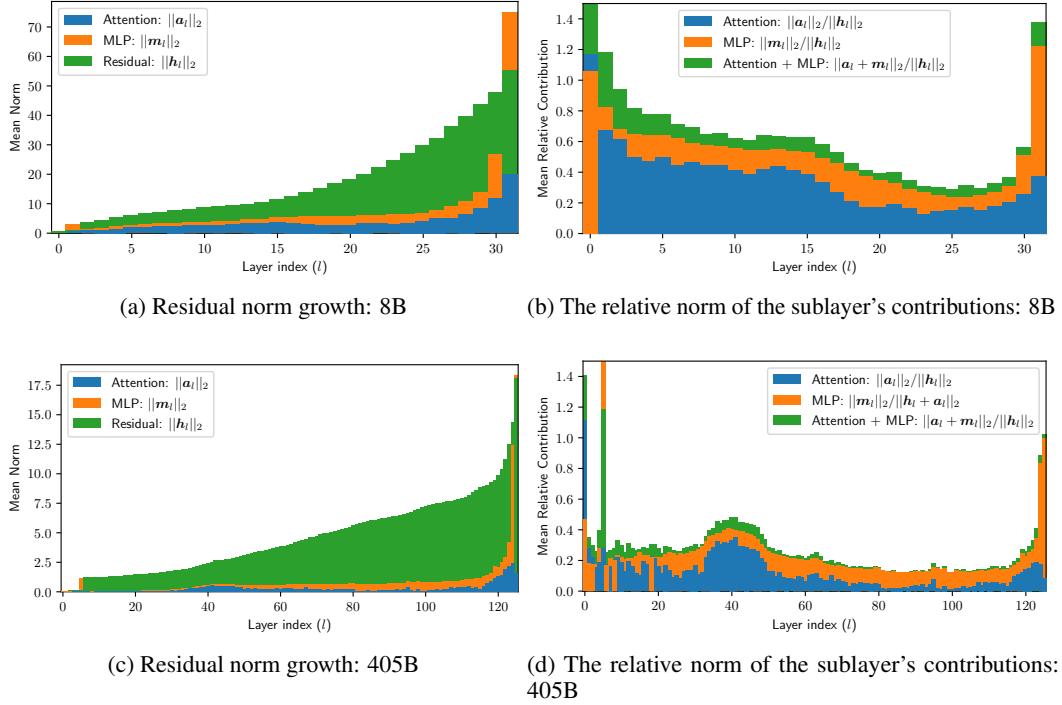 70
60
50
40
30
20
10
0
Mean Norm
Attention: ||a_l||_2
MLP: ||m_l||_2
Residual: ||h_l||_2
0 5 10 15 20 25 30
Layer index (l)
(a) Residual norm growth: 8B
1.4
1.2
1.0
0.8
0.6
0.4
0.2
0.0
Mean Relative Contribution
Attention: ||a_l||_2/||h_l||_2
MLP: ||m_l||_2/||h_l||_2
Attention + MLP: ||a_l + m_l||_2/||h_l||_2
0 5 10 15 20 25 30
Layer index (l)
(b) The relative norm of the sublayer's contributions: 8B
17.5
15.0
12.5
10.0
7.5
5.0
2.5
0.0
Mean Norm
Attention: ||a_l||_2
MLP: ||m_l||_2
Residual: ||h_l||_2
0 20 40 60 80 100 120
Layer index (l)
(c) Residual norm growth: 405B
1.4
1.2
1.0
0.8
0.6
0.4
0.2
0.0
Mean Relative Contribution
Attention: ||a_l||_2/||h_l||_2
MLP: ||m_l||_2/||h_l + a_l||_2
Attention + MLP: ||a_l + m_l||_2/||h_l||_2
0 20 40 60 80 100 120
Layer index (l)
(d) The relative norm of the sublayer's contributions:
405B